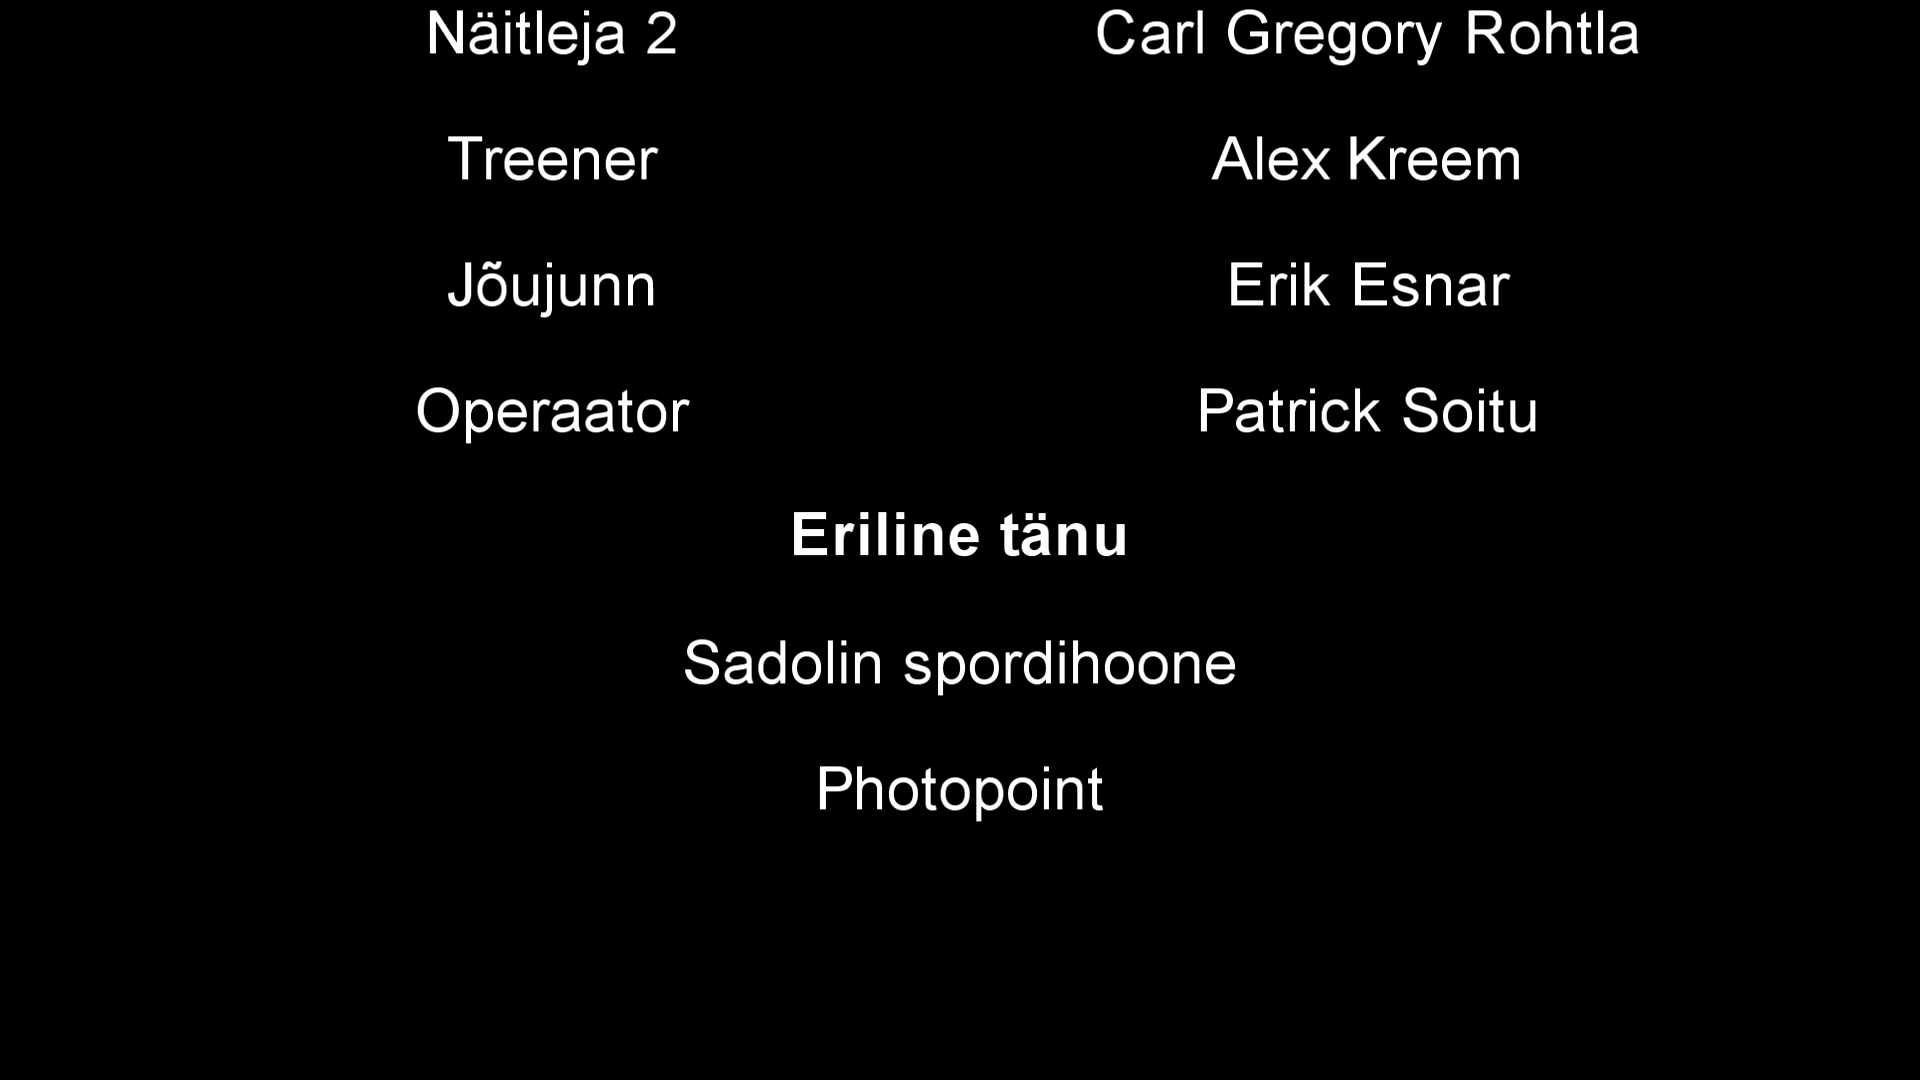 Näitleja 2 Carl Gregory Rohtla
Treener Alex Kreem
Jõujunn Erik Esnar
Operaator Patrick Soitu
Eriline tänu
Sadolin spordihoone
Photopoint